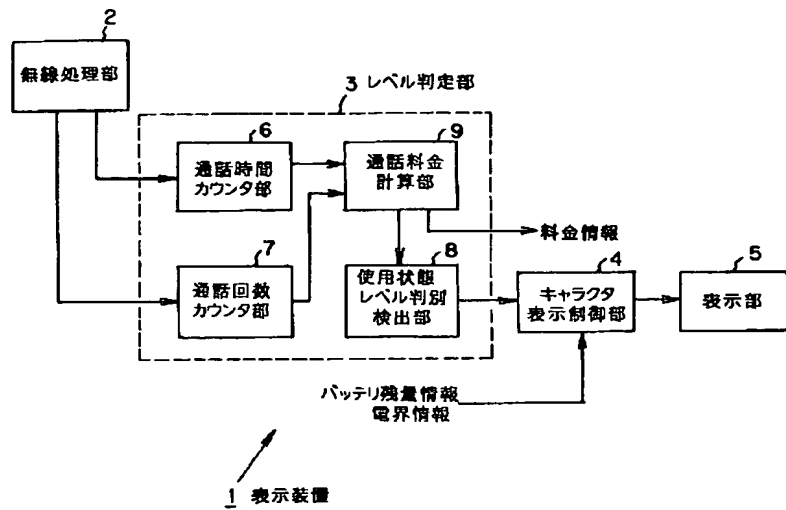 2
無線処理部
3 レベル判定部
6
通話時間
カウンタ部
9
通話料金
計算部
料金情報
7
通話回数
カウンタ部
8
使用状態
レベル判別
検出部
4
キャラクタ
表示制御部
5
表示部
バッテリ残量情報
電界情報
1 表示装置